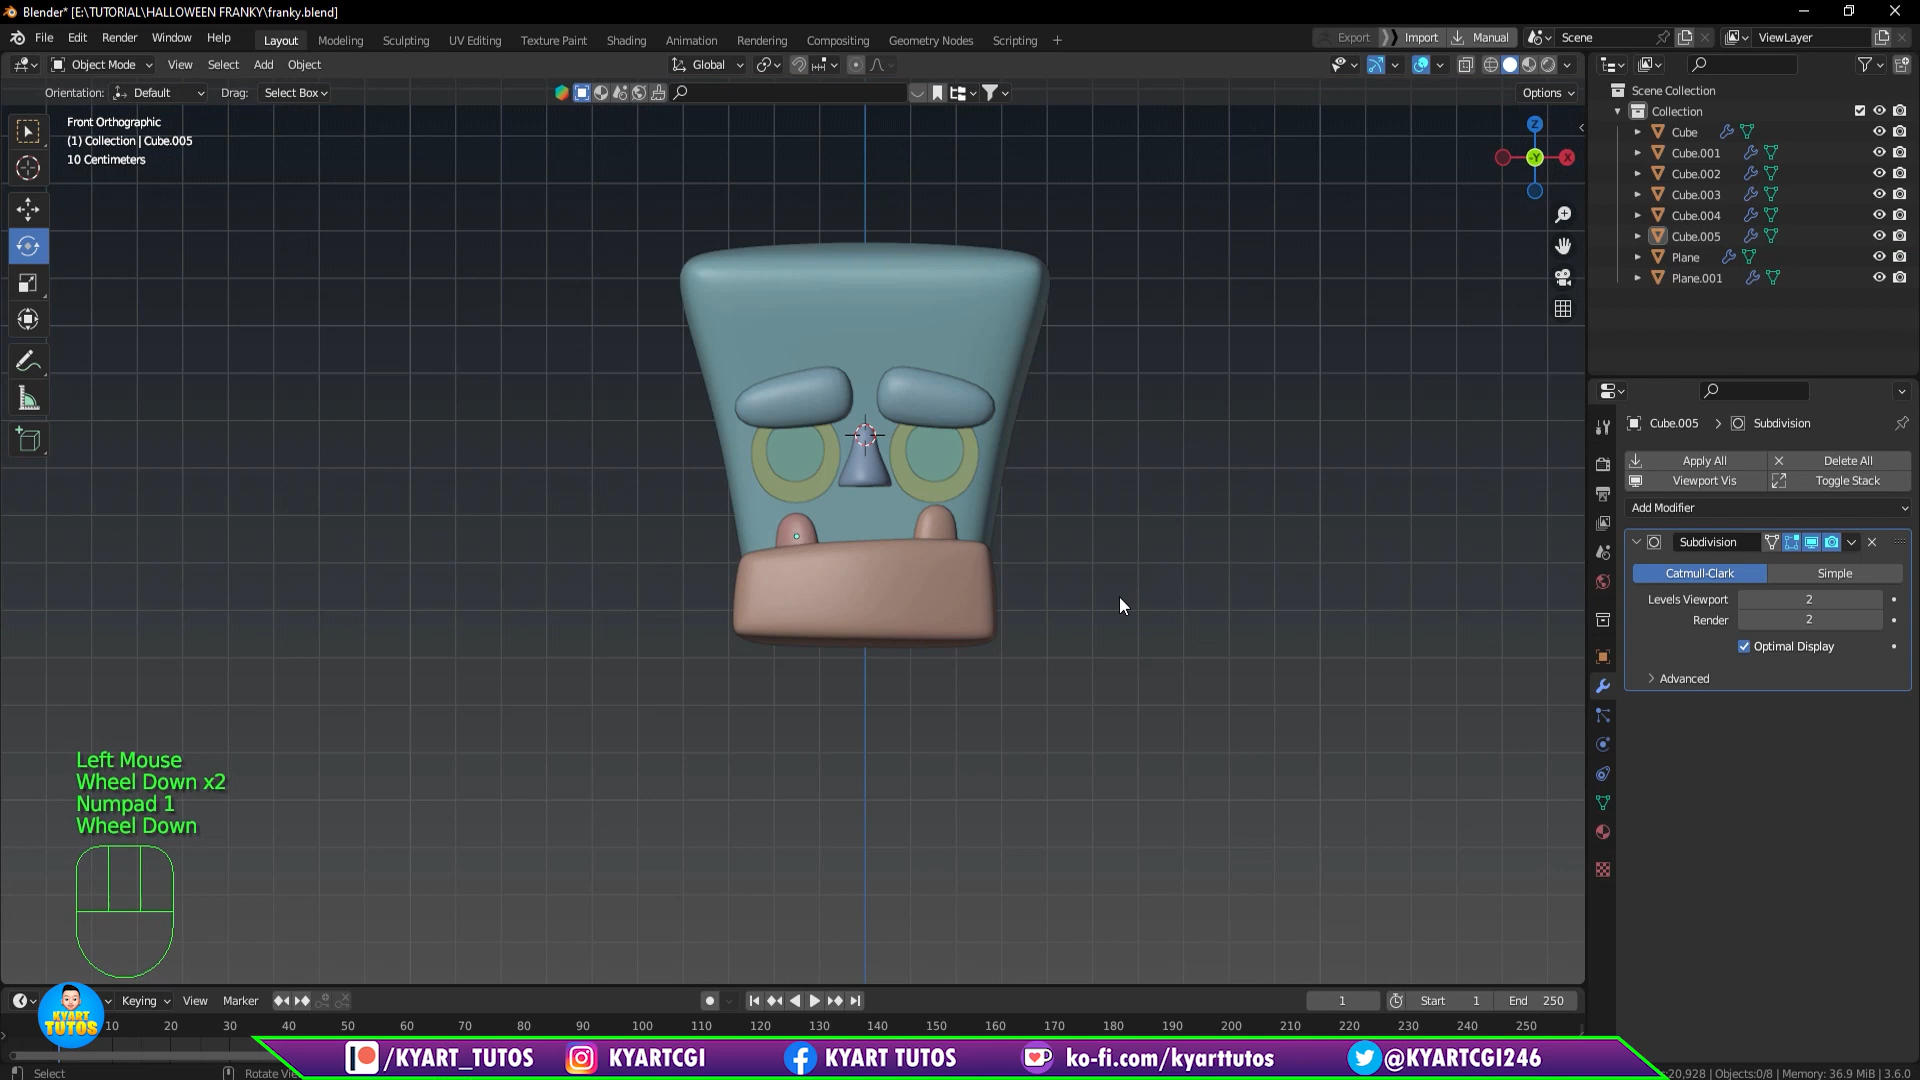 Blender* [E:\TUTORIAL\HALLOWEEN FRANKY\franky.blend]
File Edit Render Window Help Layout Modeling Sculpting UV Editing Texture Paint Shading Animation Rendering Compositing Geometry Nodes Scripting + Export Import Manual Scene ViewLayer
Object Mode View Select Add Object Global
Orientation: Default Drag: Select Box Options
Front Orthographic
(1) Collection | Cube.005
10 Centimeters
Z
-Y
X
Scene Collection
Collection
Cube
Cube.001
Cube.002
Cube.003
Cube.004
Cube.005
Plane
Plane.001
Cube.005 > Subdivision
Apply All Delete All
Viewport Vis Toggle Stack
Add Modifier
Subdivision
Catmull-Clark Simple
Levels Viewport 2
Render 2
Optimal Display
Advanced
Left Mouse
Wheel Down x2
Numpad 1
Wheel Down
Keying View Marker 1 Start 1 End 250
10 20 30 40 50 60 70 80 90 100 110 120 130 140 150 160 170 180 190 200 210 220 230 240 250
KYART TUTOS
/KYART_TUTOS KYARTCGI KYART TUTOS ko-fi.com/kyarttutos @KYARTCGI246
Select Rotate Vie :20,928 | Objects:0/8 | Memory: 36.9 MiB | 3.6.0